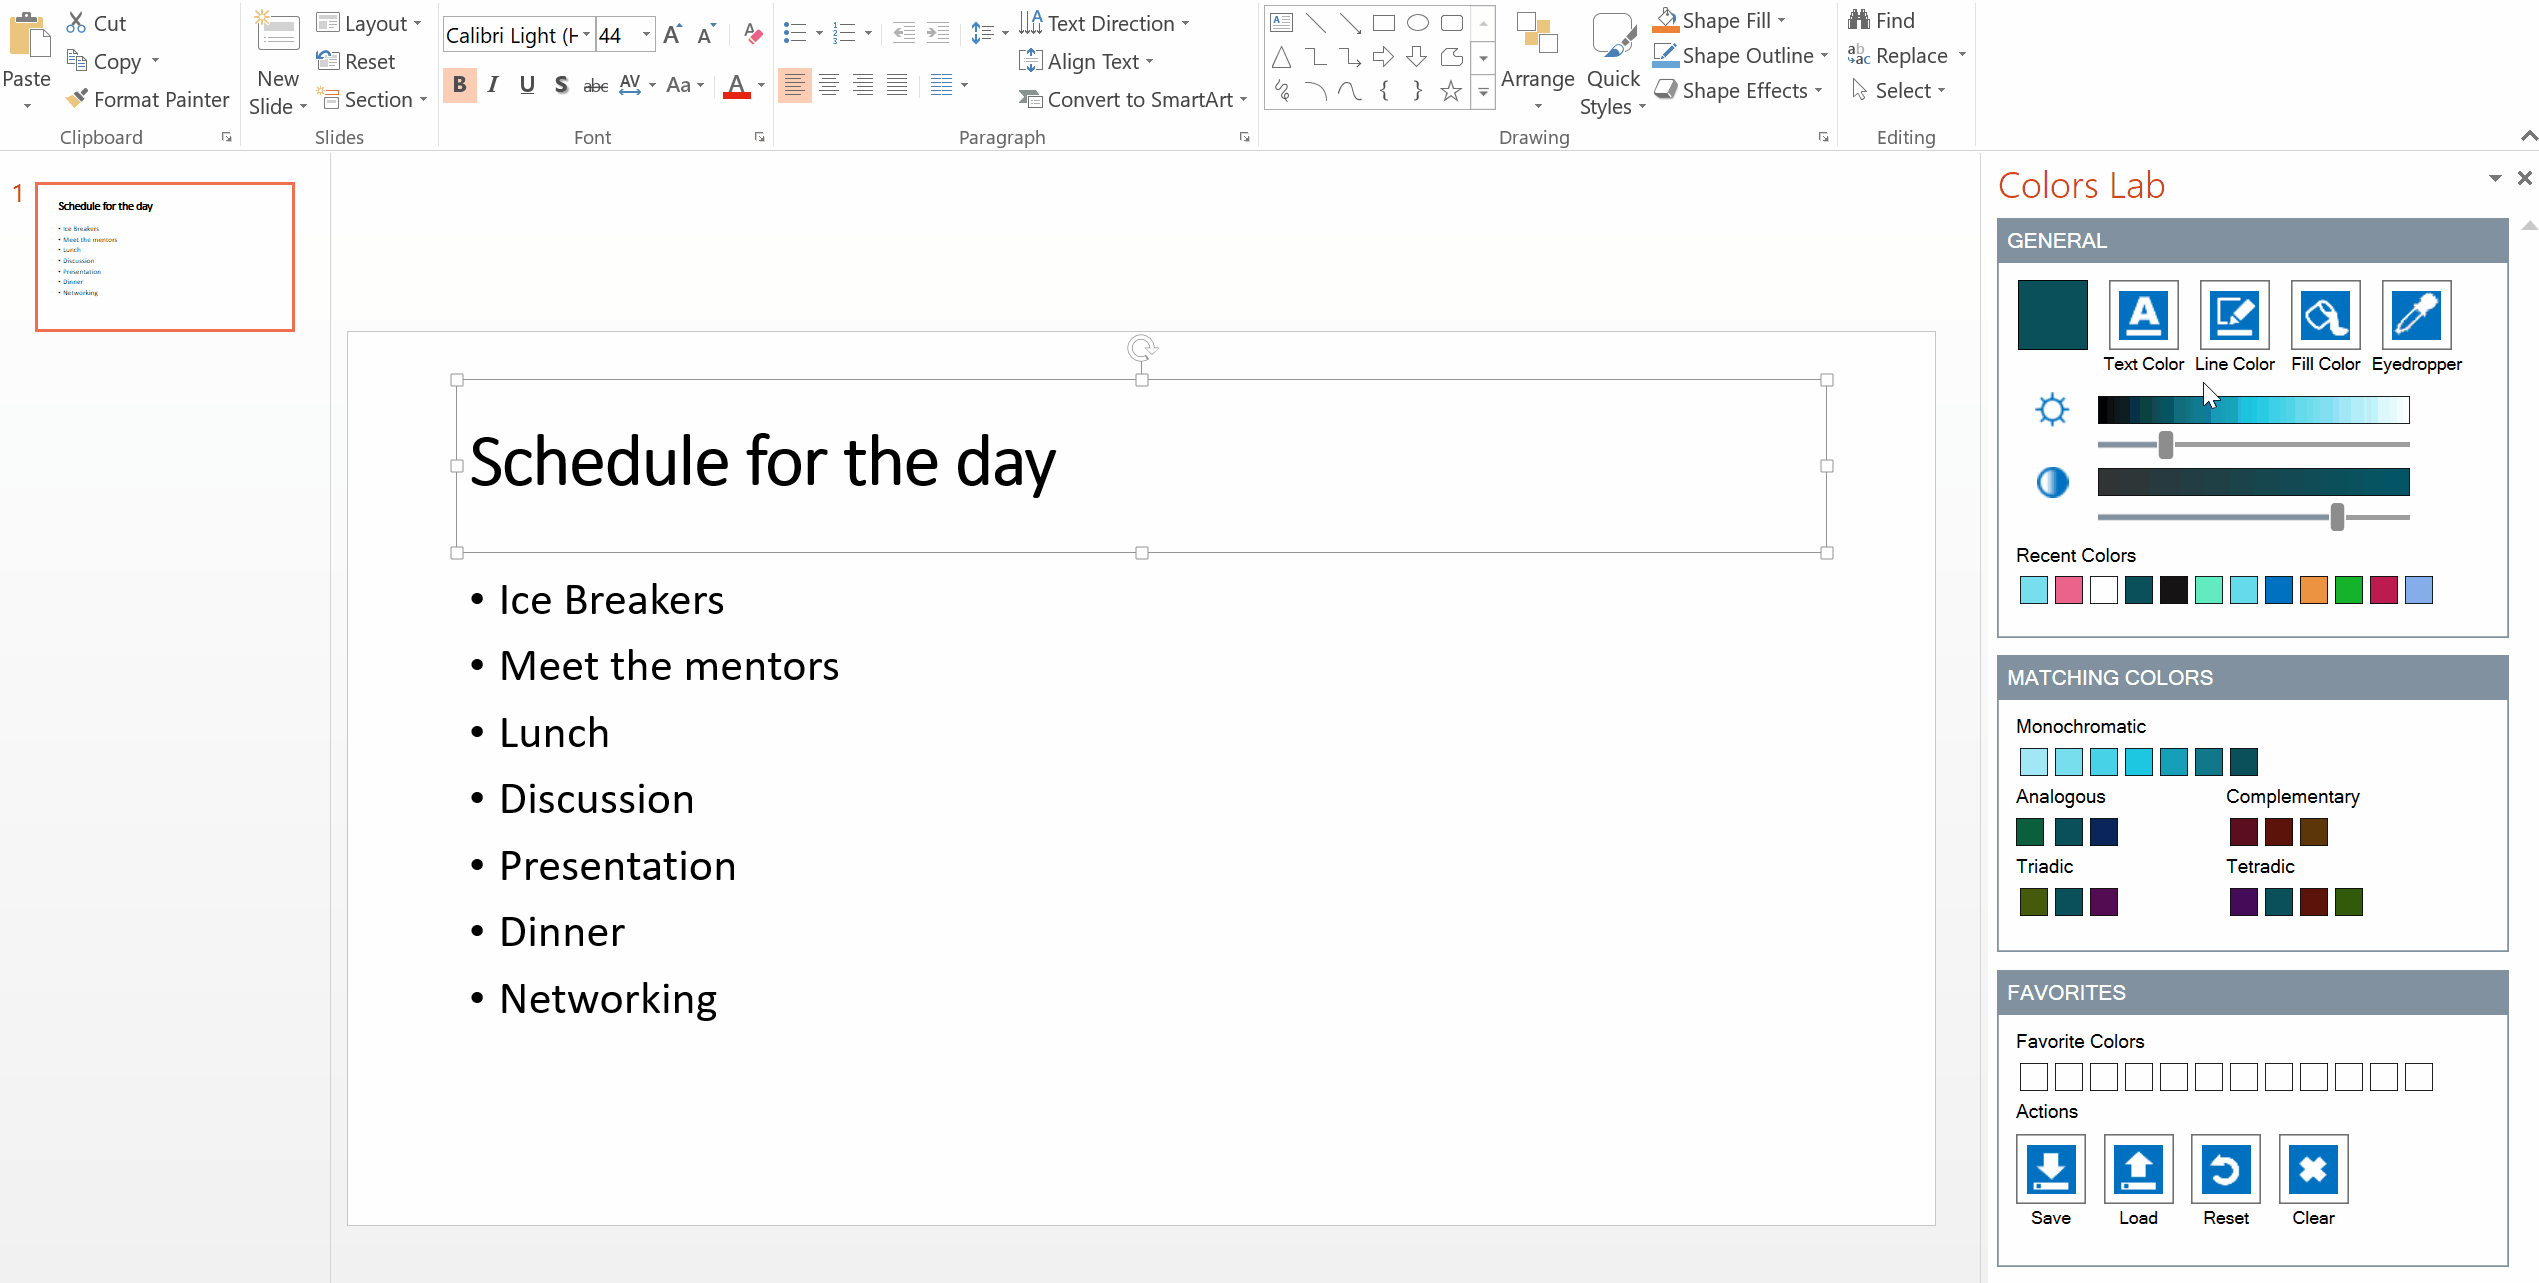 Paste
Cut
Copy
Format Painter
Clipboard
New
Slide
Layout
Reset
Section
Slides
Calibri Light (H
44
B I U S abc AV Aa A
Font
Text Direction
Align Text
Convert to SmartArt
Paragraph
Arrange
Quick
Styles
Shape Fill
Shape Outline
Shape Effects
Drawing
Find
Replace
Select
Editing
1
Schedule for the day
• Ice Breakers
• Meet the mentors
• Lunch
• Discussion
• Presentation
• Dinner
• Networking
Schedule for the day
• Ice Breakers
• Meet the mentors
• Lunch
• Discussion
• Presentation
• Dinner
• Networking
Colors Lab
GENERAL
Text Color Line Color Fill Color Eyedropper
Recent Colors
MATCHING COLORS
Monochromatic
Analogous Complementary
Triadic Tetradic
FAVORITES
Favorite Colors
Actions
Save Load Reset Clear